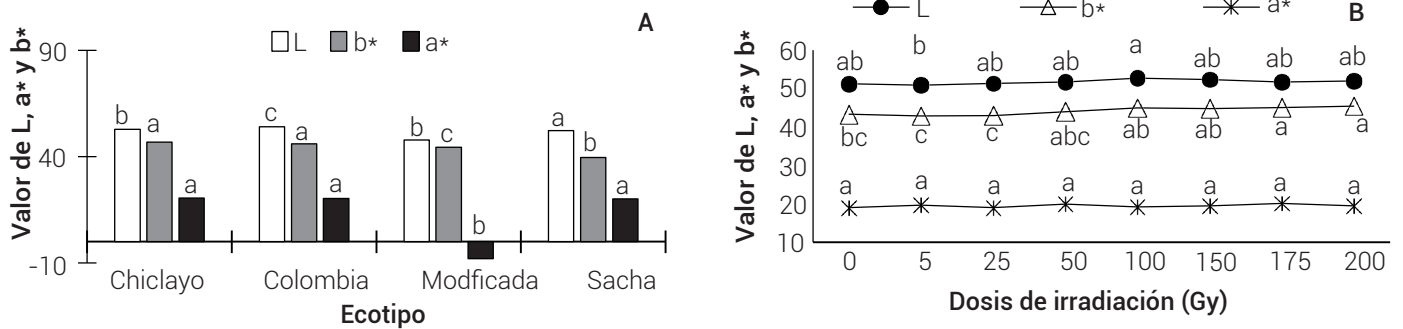 A
L b* a*
Valor de L, a* y b*
90
40
-10
b a a
c a a
b c b
a b a
Chiclayo Colombia Modficada Sacha
Ecotipo
L b* a*
B
Valor de L, a* y b*
60
50
40
30
20
10
ab b ab ab a ab ab ab
bc c c abc ab ab a a
a a a a a a a a
0 5 25 50 100 150 175 200
Dosis de irradiación (Gy)